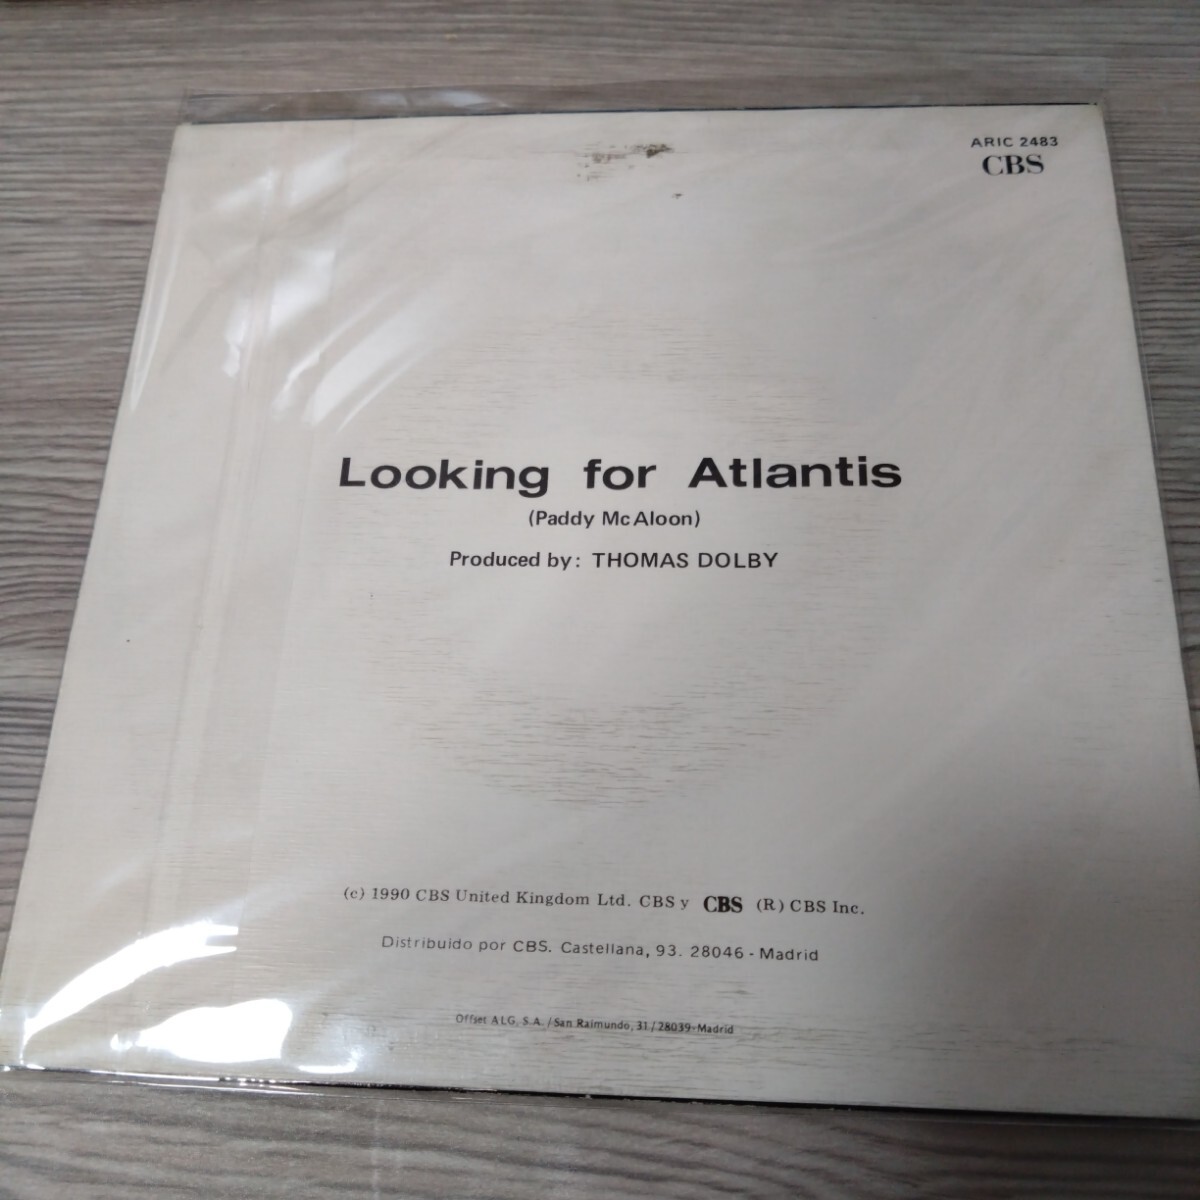 ARIC 2483
CBS
Looking for Atlantis
(Paddy McAloon)
Produced by: THOMAS DOLBY
(c) 1990 CBS United Kingdom Ltd. CBS y CBS (R) CBS Inc.
Distribuido por CBS. Castellana, 93. 28046 - Madrid
Offset ALG, S.A. / San Raimundo, 31 / 28039-Madrid